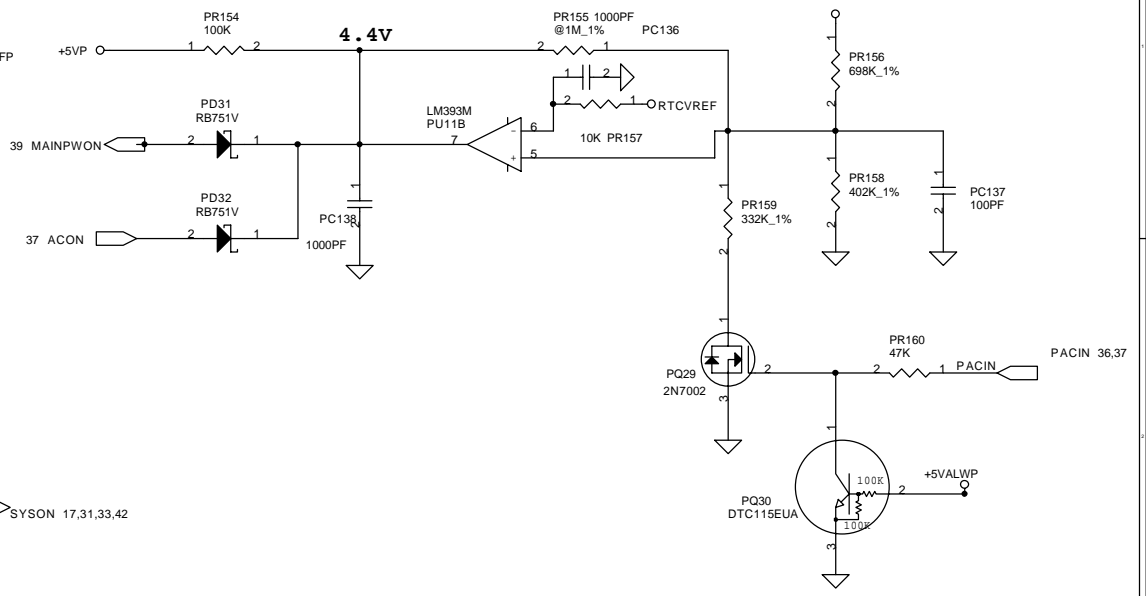 PR154
100K
1
2
+5VP
FP
4.4V
PR155 1000PF
@1M_1%
PC136
2
1
1
2
2
1
RTCVREF
10K PR157
1
PR156
698K_1%
2
PD31
RB751V
39 MAINPWON
2
1
LM393M
PU11B
7
-
6
+
5
PD32
RB751V
37 ACON
2
1
1
PC138
2
1000PF
1
PR159
332K_1%
2
1
PR158
402K_1%
2
1
PC137
100PF
2
1
PQ29
2N7002
2
3
PR160
47K
2
1
PACIN
PACIN 36,37
1
PQ30
DTC115EUA
100K
100K
2
+5VALWP
3
SYSON 17,31,33,42